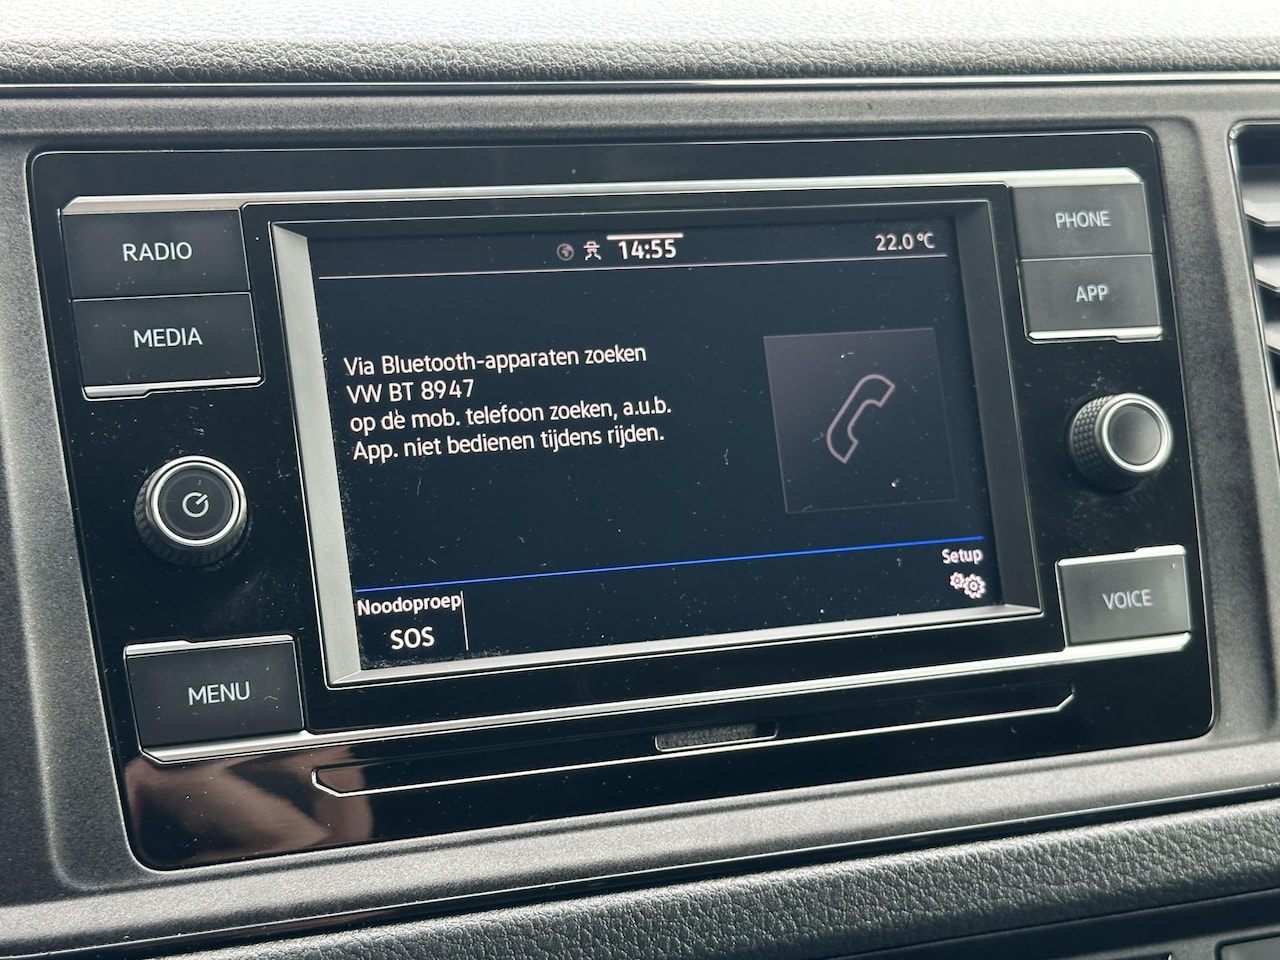 RADIO
MEDIA
MENU
14:55
22.0 °C
Via Bluetooth-apparaten zoeken
VW BT 8947
op de mob. telefoon zoeken, a.u.b.
App. niet bedienen tijdens rijden.
Setup
Noodoproep
SOS
PHONE
APP
VOICE